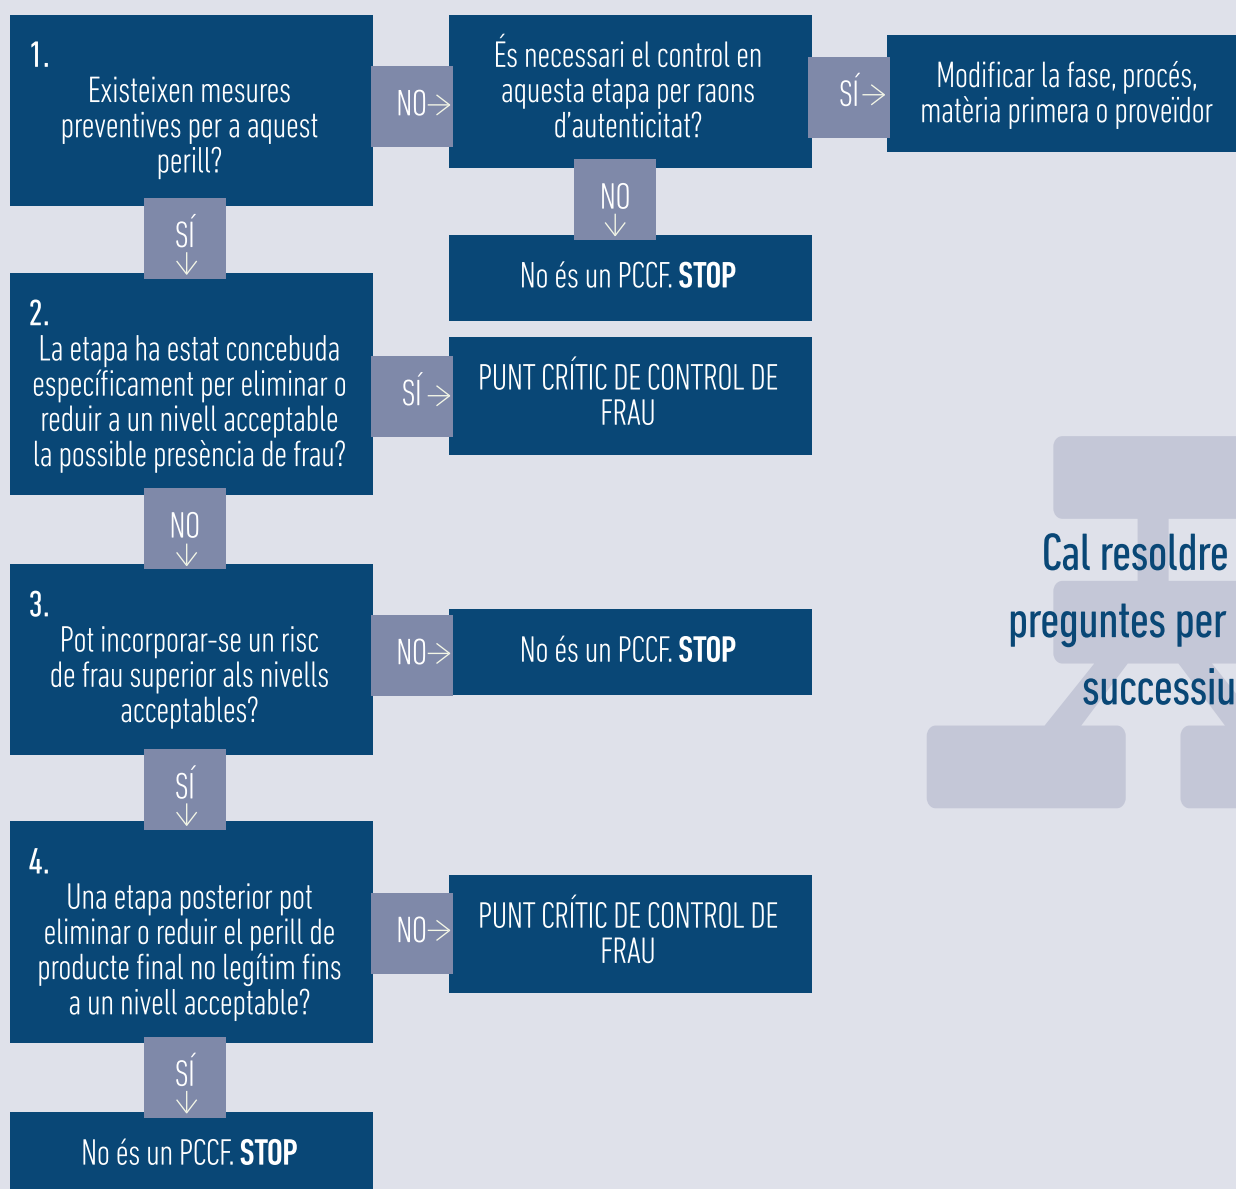 1.
Existeixen mesures
preventives per a aquest
perill?
NO
És necessari el control en
aquesta etapa per raons
d'autenticitat?
SÍ
Modificar la fase, procés,
matèria primera o proveïdor
SÍ
NO
No és un PCCF. STOP
2.
La etapa ha estat concebuda
específicament per eliminar o
reduir a un nivell acceptable
la possible presència de frau?
SÍ
PUNT CRÍTIC DE CONTROL DE
FRAU
NO
3.
Pot incorporar-se un risc
de frau superior als nivells
acceptables?
NO
No és un PCCF. STOP
SÍ
4.
Una etapa posterior pot
eliminar o reduir el perill de
producte final no legítim fins
a un nivell acceptable?
NO
PUNT CRÍTIC DE CONTROL DE
FRAU
SÍ
No és un PCCF. STOP
Cal resoldre
preguntes per
successiu